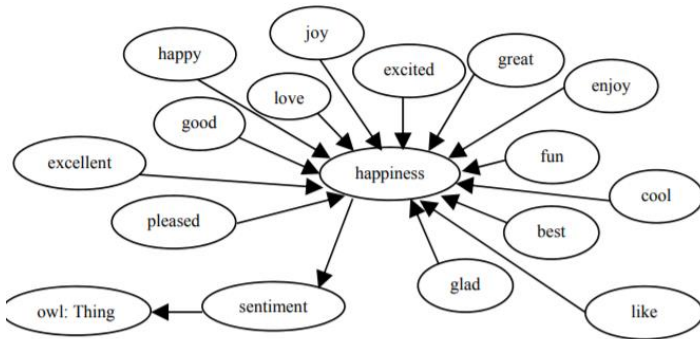 joy
happy
excited
great
enjoy
love
good
excellent
happiness
fun
cool
pleased
best
glad
like
sentiment
owl: Thing